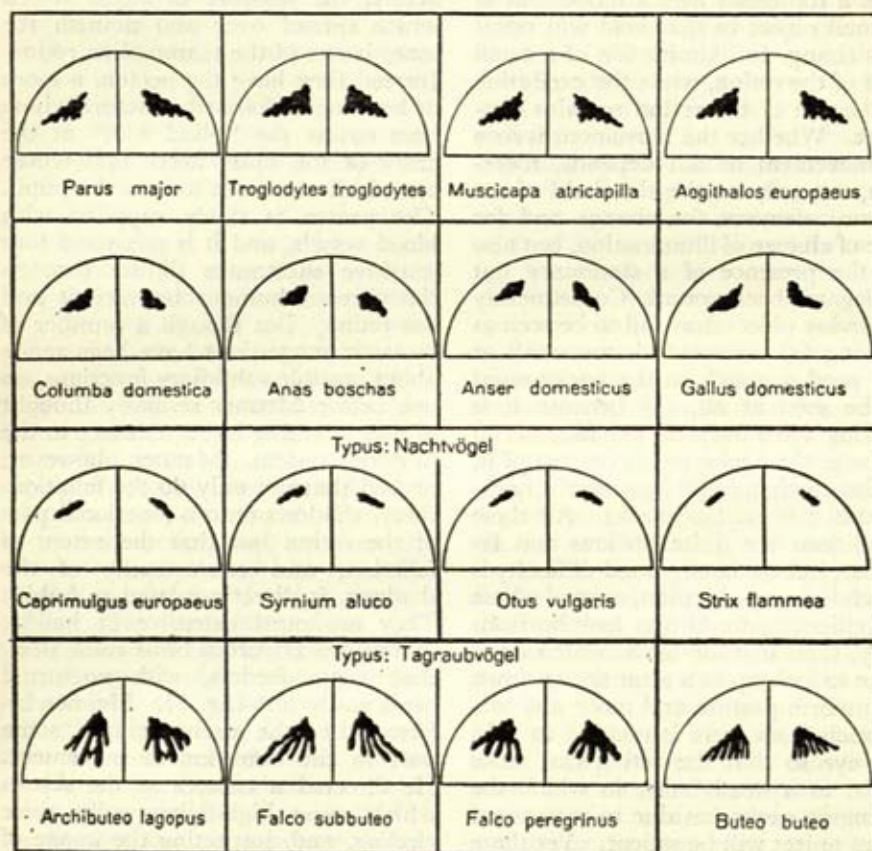 Parus major
Troglodytes troglodytes
Muscicapa atricapilla
Aegithalos europaeus
Columba domestica
Anas boschas
Anser domesticus
Gallus domesticus
Typus: Nachtvögel
Caprimulgus europaeus
Syrnium aluco
Otus vulgaris
Strix flammea
Typus: Tagraubvögel
Archibuteo lagopus
Falco subbuteo
Falco peregrinus
Buteo buteo